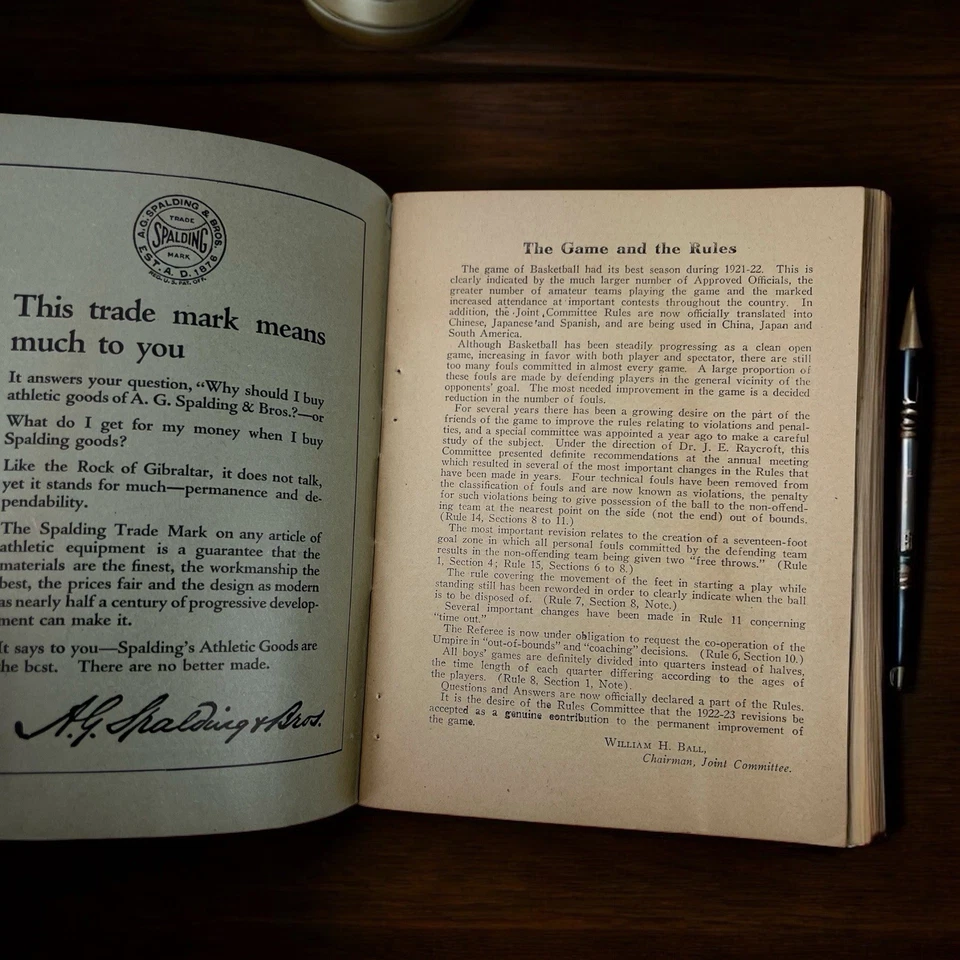 A. G. SPALDING & BROS.
TRADE
SPALDING
MARK
EST. A. D. 1876
REG. U. S. PAT. OFF.
This trade mark means
much to you
It answers your question, “Why should I buy
athletic goods of A. G. Spalding & Bros.?—or
What do I get for my money when I buy
Spalding goods?
Like the Rock of Gibraltar, it does not talk,
yet it stands for much—permanence and de-
pendability.
The Spalding Trade Mark on any article of
athletic equipment is a guarantee that the
materials are the finest, the workmanship the
best, the prices fair and the design as modern
as nearly half a century of progressive develop-
ment can make it.
It says to you—Spalding's Athletic Goods are
the best. There are no better made.
A. G. Spalding & Bros.
The Game and the Rules
The game of Basketball had its best season during 1921-22. This is
clearly indicated by the much larger number of Approved Officials, the
greater number of amateur teams playing the game and the marked
increased attendance at important contests throughout the country. In
addition, the Joint Committee Rules are now officially translated into
Chinese, Japanese and Spanish, and are being used in China, Japan and
South America.
Although Basketball has been steadily progressing as a clean open
game, increasing in favor with both player and spectator, there are still
too many fouls committed in almost every game. A large proportion of
these fouls are made by defending players in the general vicinity of the
opponents' goal. The most needed improvement in the game is a decided
reduction in the number of fouls.
For several years there has been a growing desire on the part of the
friends of the game to improve the rules relating to violations and penal-
ties, and a special committee was appointed a year ago to make a careful
study of the subject. Under the direction of Dr. J. E. Raycroft, this
Committee presented definite recommendations at the annual meeting
which resulted in several of the most important changes in the Rules that
have been made in years. Four technical fouls have been removed from
the classification of fouls and are now known as violations, the penalty
for such violations being to give possession of the ball to the non-offend-
ing team at the nearest point on the side (not the end) out of bounds.
(Rule 14, Sections 8 to 11.)
The most important revision relates to the creation of a seventeen-foot
goal zone in which all personal fouls committed by the defending team
results in the non-offending team being given two “free throws.” (Rule
1, Section 4; Rule 15, Sections 6 to 8.)
The rule covering the movement of the feet in starting a play while
standing still has been reworded in order to clearly indicate when the ball
is to be disposed of. (Rule 7, Section 8, Note.)
Several important changes have been made in Rule 11 concerning
“time out.”
The Referee is now under obligation to request the co-operation of the
Umpire in “out-of-bounds” and “coaching” decisions. (Rule 6, Section 10.)
All boys' games are definitely divided into quarters instead of halves,
the time length of each quarter differing according to the ages of
the players. (Rule 8, Section 1, Note).
Questions and Answers are now officially declared a part of the Rules.
It is the desire of the Rules Committee that the 1922-23 revisions be
accepted as a genuine contribution to the permanent improvement of
the game.
WILLIAM H. BALL,
Chairman, Joint Committee.